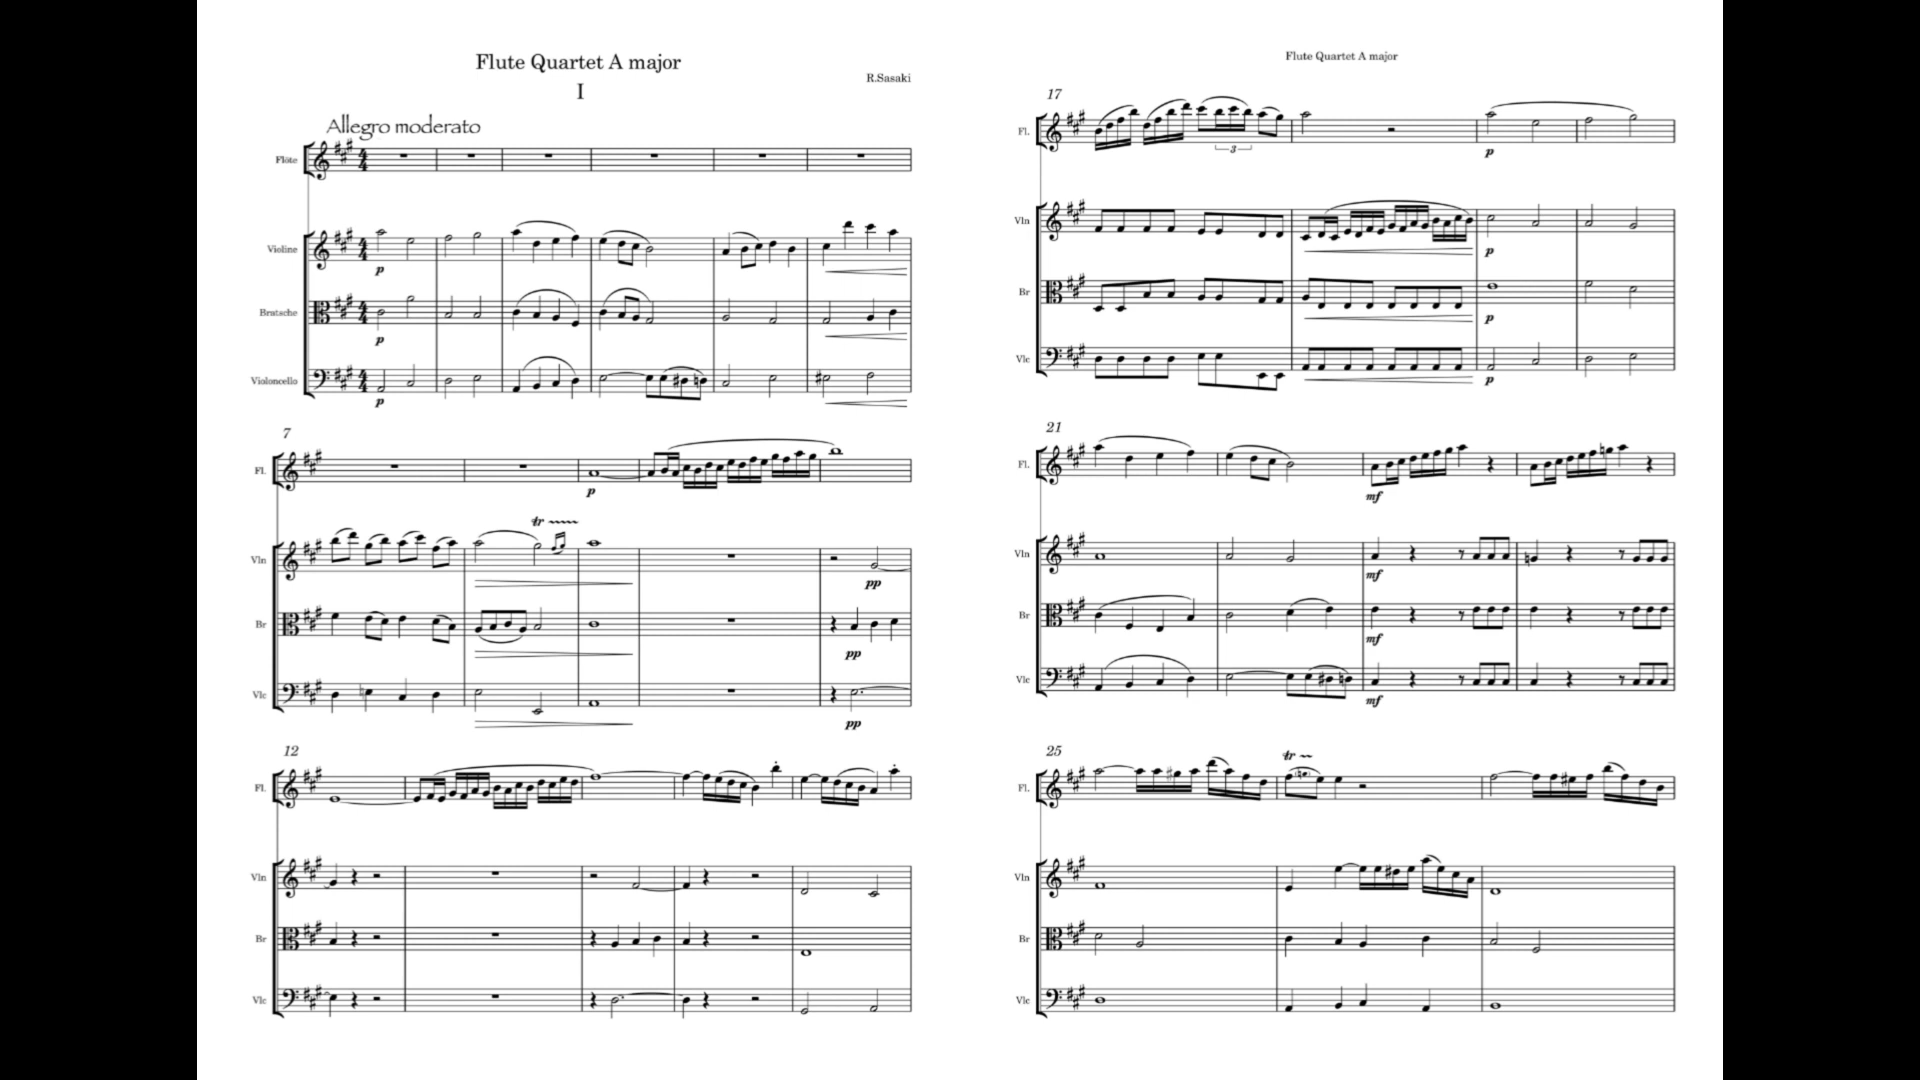 Flute Quartet A major
I
R.Sasaki
Allegro moderato
Flöte
Violine
p
Bratsche
p
Violoncello
p
7
Fl.
p
tr
Vln
pp
Br
pp
Vlc
pp
12
Fl.
Vln
Br
Vlc
Flute Quartet A major
17
Fl.
3
p
Vln
p
Br
p
Vlc
p
21
Fl.
mf
Vln
mf
Br
mf
Vlc
mf
25
tr
Fl.
Vln
Br
Vlc